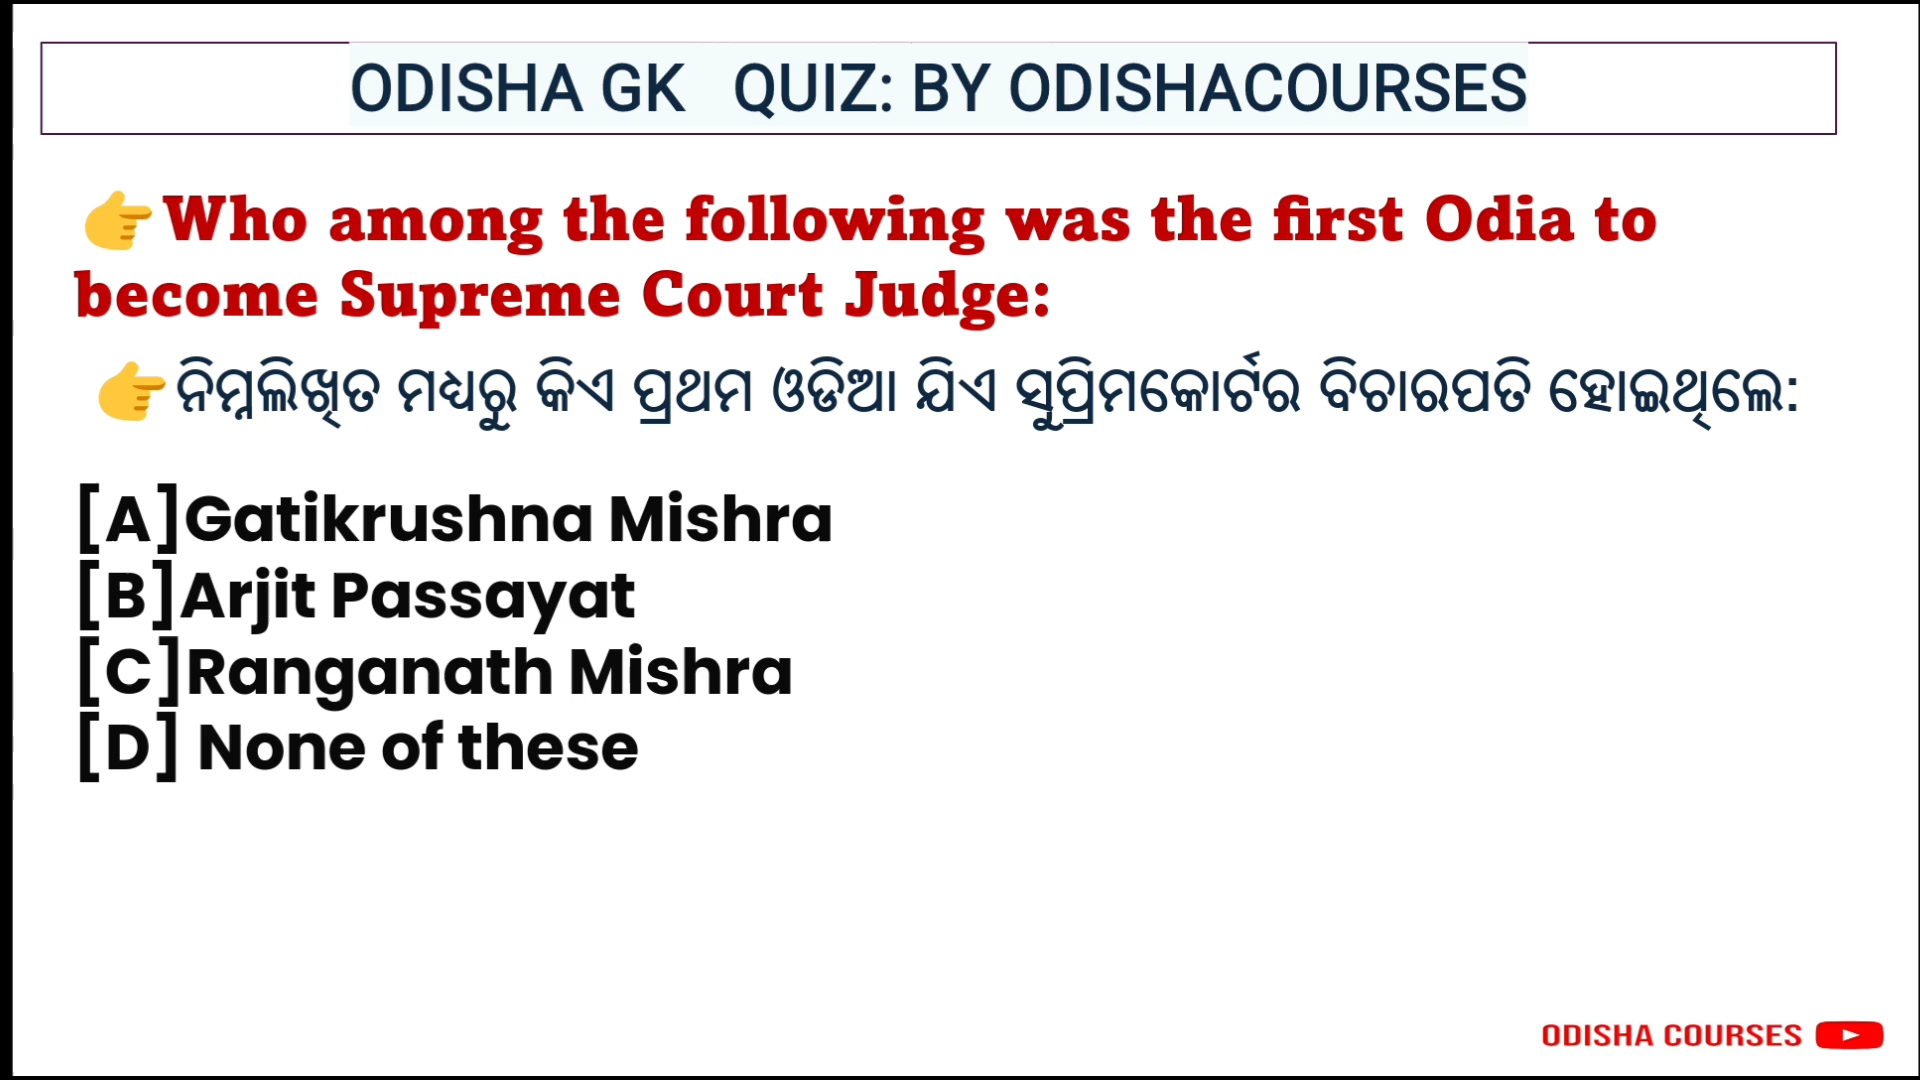 ODISHA GK QUIZ: BY ODISHACOURSES
👉Who among the following was the first Odia to
become Supreme Court Judge:
👉ନିମ୍ନଲିଖିତ ମଧ୍ୟରୁ କିଏ ପ୍ରଥମ ଓଡିଆ ଯିଏ ସୁପ୍ରିମକୋର୍ଟର ବିଚାରପତି ହୋଇଥିଲେ:
[A]Gatikrushna Mishra
[B]Arjit Passayat
[C]Ranganath Mishra
[D] None of these
ODISHA COURSES